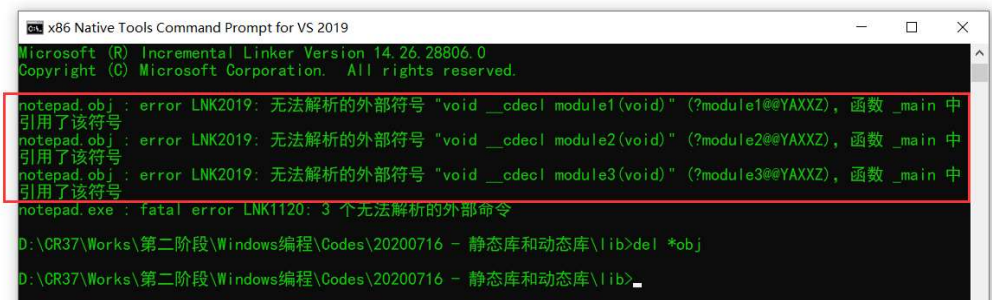 x86 Native Tools Command Prompt for VS 2019
Microsoft (R) Incremental Linker Version 14.26.28806.0
Copyright (C) Microsoft Corporation.  All rights reserved.
notepad.obj : error LNK2019: 无法解析的外部符号 "void __cdecl module1(void)" (?module1@@YAXXZ)，函数 _main 中
引用了该符号
notepad.obj : error LNK2019: 无法解析的外部符号 "void __cdecl module2(void)" (?module2@@YAXXZ)，函数 _main 中
引用了该符号
notepad.obj : error LNK2019: 无法解析的外部符号 "void __cdecl module3(void)" (?module3@@YAXXZ)，函数 _main 中
引用了该符号
notepad.exe : fatal error LNK1120: 3 个无法解析的外部命令
D:\CR37\Works\第二阶段\Windows编程\Codes\20200716 - 静态库和动态库\lib>del *obj
D:\CR37\Works\第二阶段\Windows编程\Codes\20200716 - 静态库和动态库\lib>